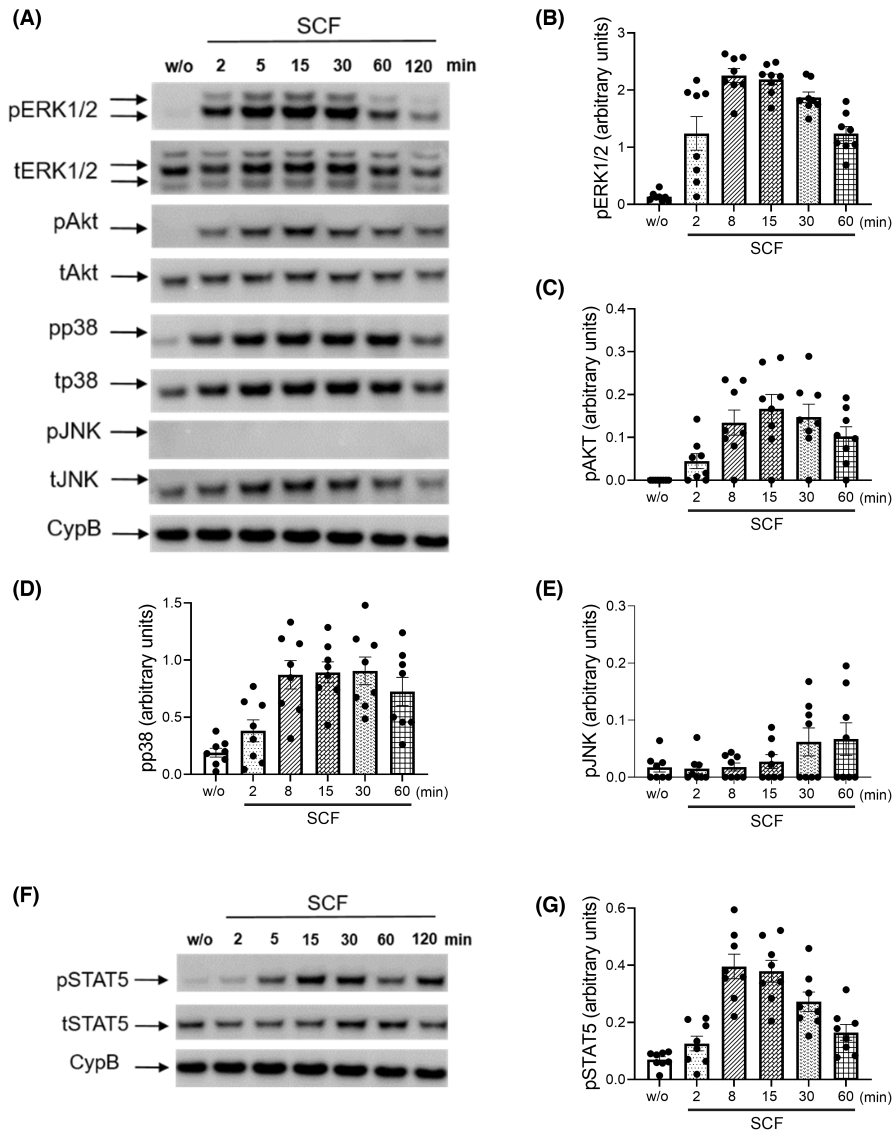 (A)
SCF
w/o 2 5 15 30 60 120 min
pERK1/2
tERK1/2
pAkt
tAkt
pp38
tp38
pJNK
tJNK
CypB
(B)
pERK1/2 (arbitrary units)
3
2
1
0
w/o 2 8 15 30 60 (min)
SCF
(C)
pAKT (arbitrary units)
0.4
0.3
0.2
0.1
0.0
w/o 2 8 15 30 60 (min)
SCF
(D)
pp38 (arbitrary units)
1.5
1.0
0.5
0.0
w/o 2 8 15 30 60 (min)
SCF
(E)
pJNK (arbitrary units)
0.3
0.2
0.1
0.0
w/o 2 8 15 30 60 (min)
SCF
(F)
SCF
w/o 2 5 15 30 60 120 min
pSTAT5
tSTAT5
CypB
(G)
pSTAT5 (arbitrary units)
0.6
0.4
0.2
0.0
w/o 2 8 15 30 60 (min)
SCF